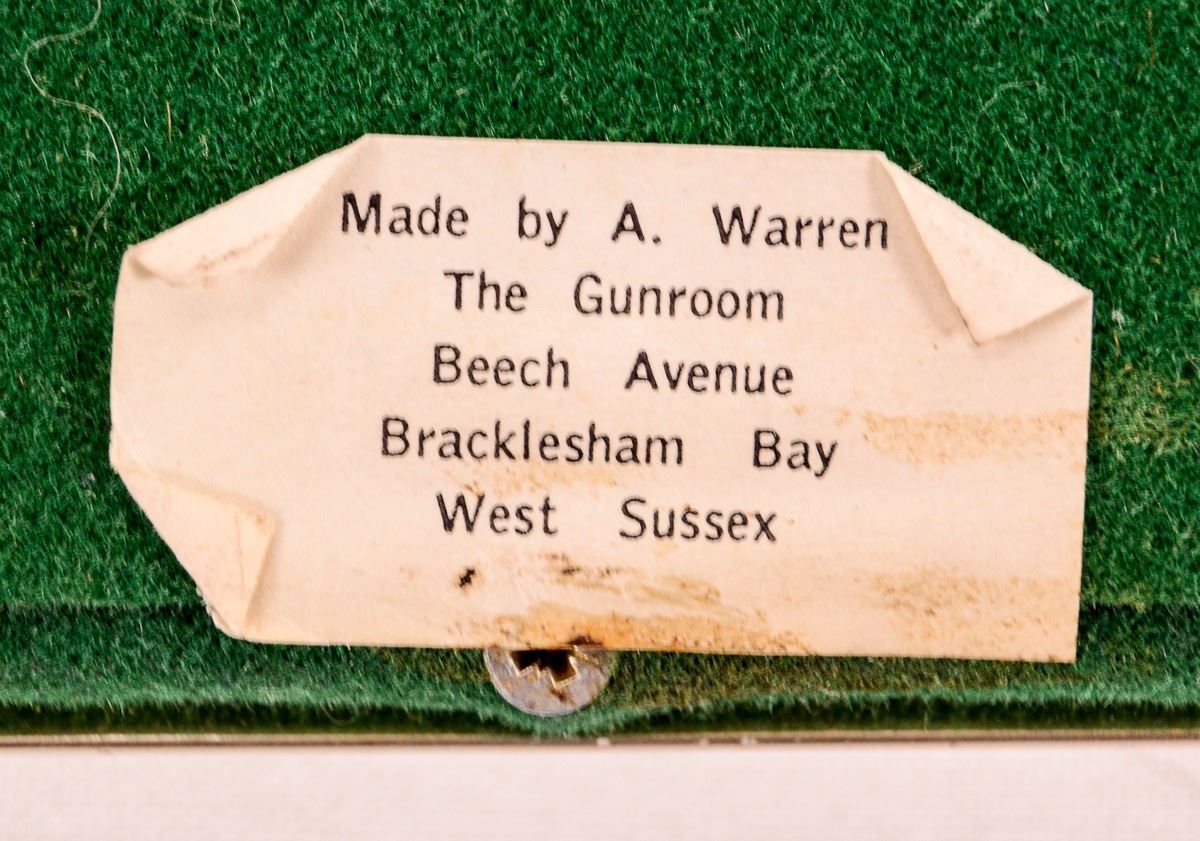 Made by A. Warren
The Gunroom
Beech Avenue
Bracklesham Bay
West Sussex